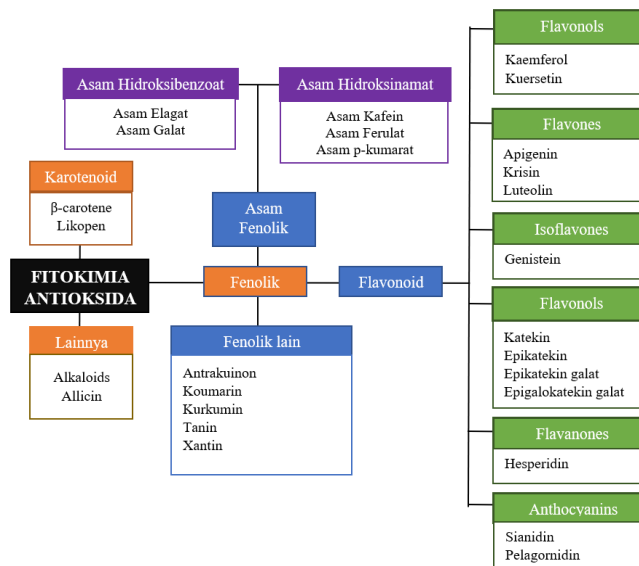 Flavonols
Kaemferol
Kuersetin
Asam Hidroksibenzoat
Asam Elagat
Asam Galat
Asam Hidroksinamat
Asam Kafein
Asam Ferulat
Asam p-kumarat
Flavones
Apigenin
Krisin
Luteolin
Karotenoid
β-carotene
Likopen
Asam
Fenolik
Isoflavones
Genistein
FITOKIMIA
ANTIOKSIDA
Fenolik
Flavonoid
Flavonols
Katekin
Epikatekin
Epikatekin galat
Epigalokatekin galat
Lainnya
Alkaloids
Allicin
Fenolik lain
Antrakuinon
Koumarin
Kurkumin
Tanin
Xantin
Flavanones
Hesperidin
Anthocyanins
Sianidin
Pelagornidin